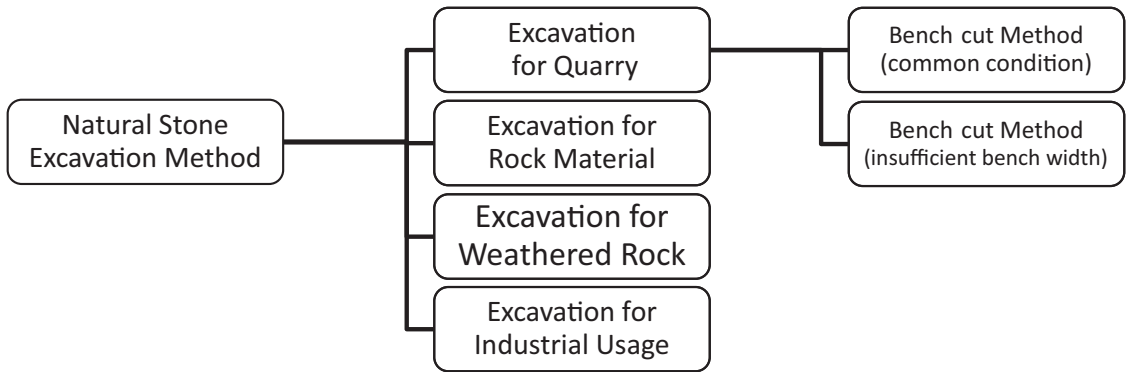 Natural Stone
Excavation Method
Excavation
for Quarry
Excavation for
Rock Material
Excavation for
Weathered Rock
Excavation for
Industrial Usage
Bench cut Method
(common condition)
Bench cut Method
(insufficient bench width)